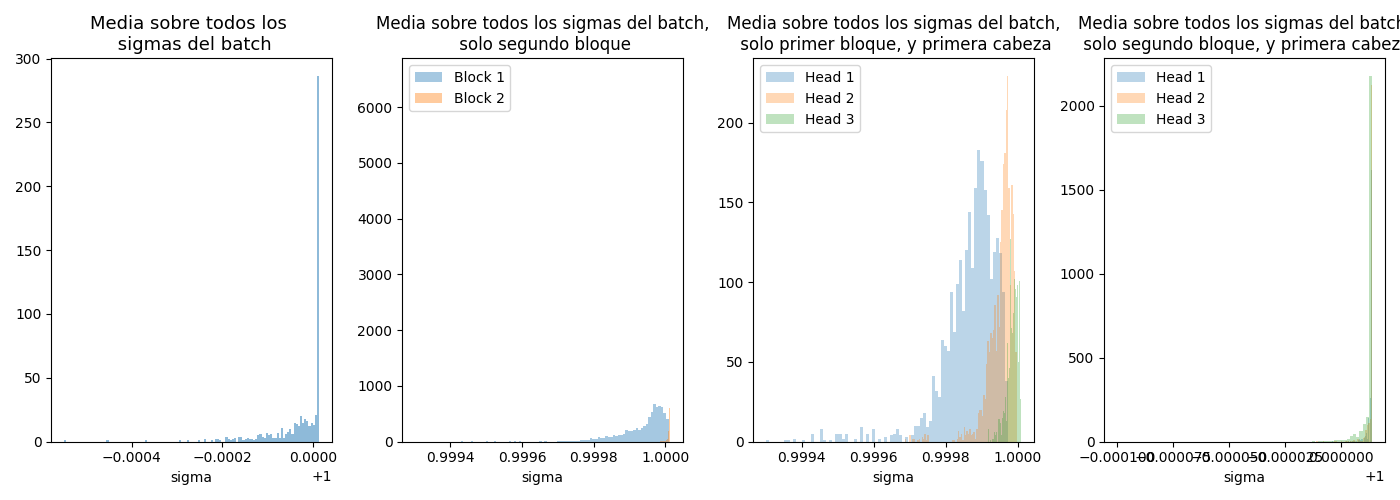 Media sobre todos los
sigmas del batch
300
250
200
150
100
50
0
−0.0004
−0.0002
0.0000
+1
sigma
Media sobre todos los sigmas del batch,
solo segundo bloque
Block 1
Block 2
6000
5000
4000
3000
2000
1000
0
0.9994
0.9996
0.9998
1.0000
sigma
Media sobre todos los sigmas del batch,
solo primer bloque, y primera cabeza
Head 1
Head 2
Head 3
200
150
100
50
0
0.9994
0.9996
0.9998
1.0000
sigma
Media sobre todos los sigmas del batch
solo segundo bloque, y primera cabez
Head 1
Head 2
Head 3
2000
1500
1000
500
0
+1
sigma